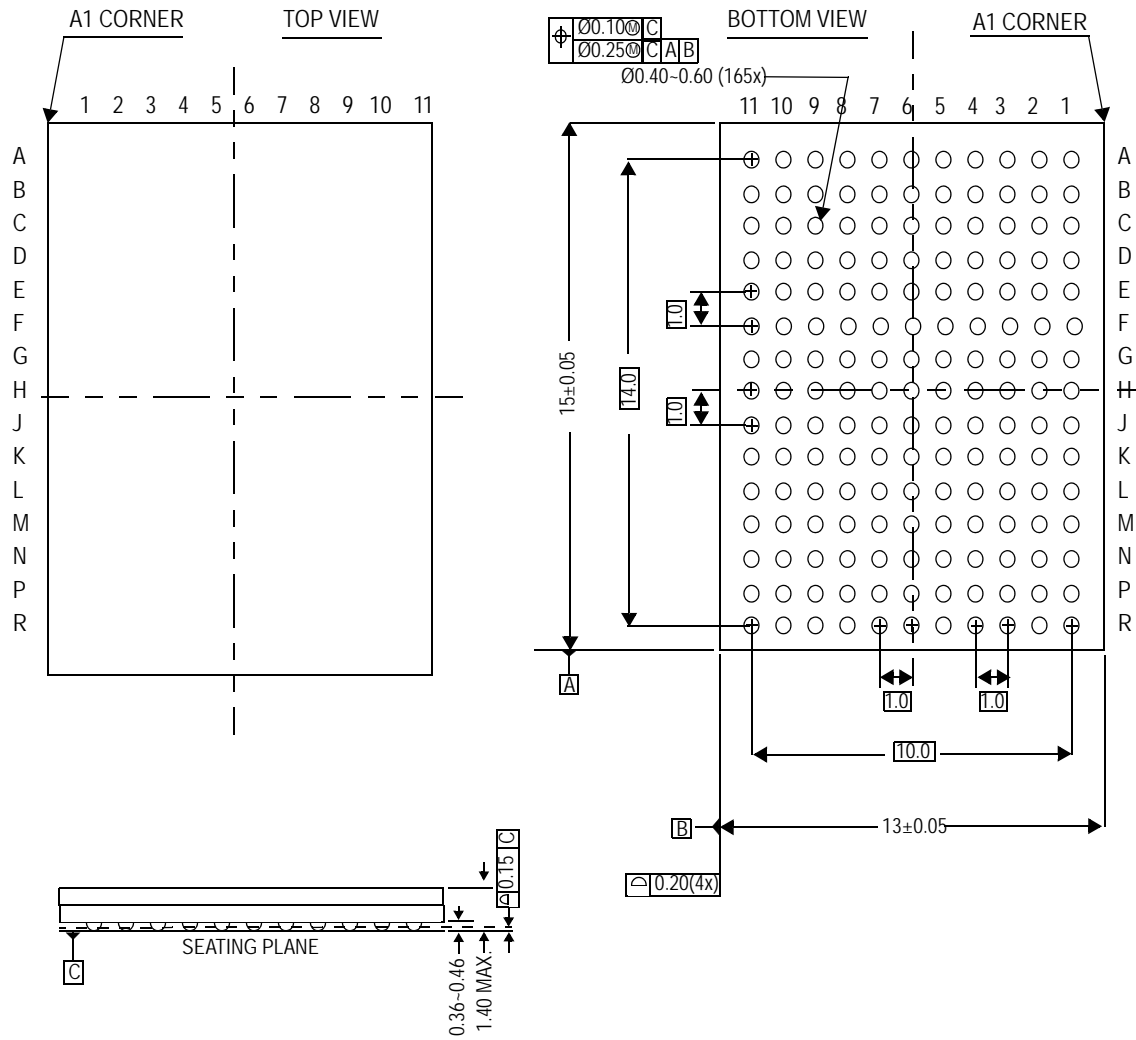 A1 CORNER
TOP VIEW
1 2 3 4 5 6 7 8 9 10 11
A
B
C
D
E
F
G
H
J
K
L
M
N
P
R
Ø0.10Ⓜ C
Ø0.25Ⓜ C A B
Ø0.40~0.60 (165x)
BOTTOM VIEW
A1 CORNER
11 10 9 8 7 6 5 4 3 2 1
A
B
C
D
E
F
G
H
J
K
L
M
N
P
R
15±0.05
14.0
1.0
1.0
A
1.0
1.0
10.0
B
13±0.05
0.20(4x)
0.15 C
SEATING PLANE
C
0.36~0.46
1.40 MAX.